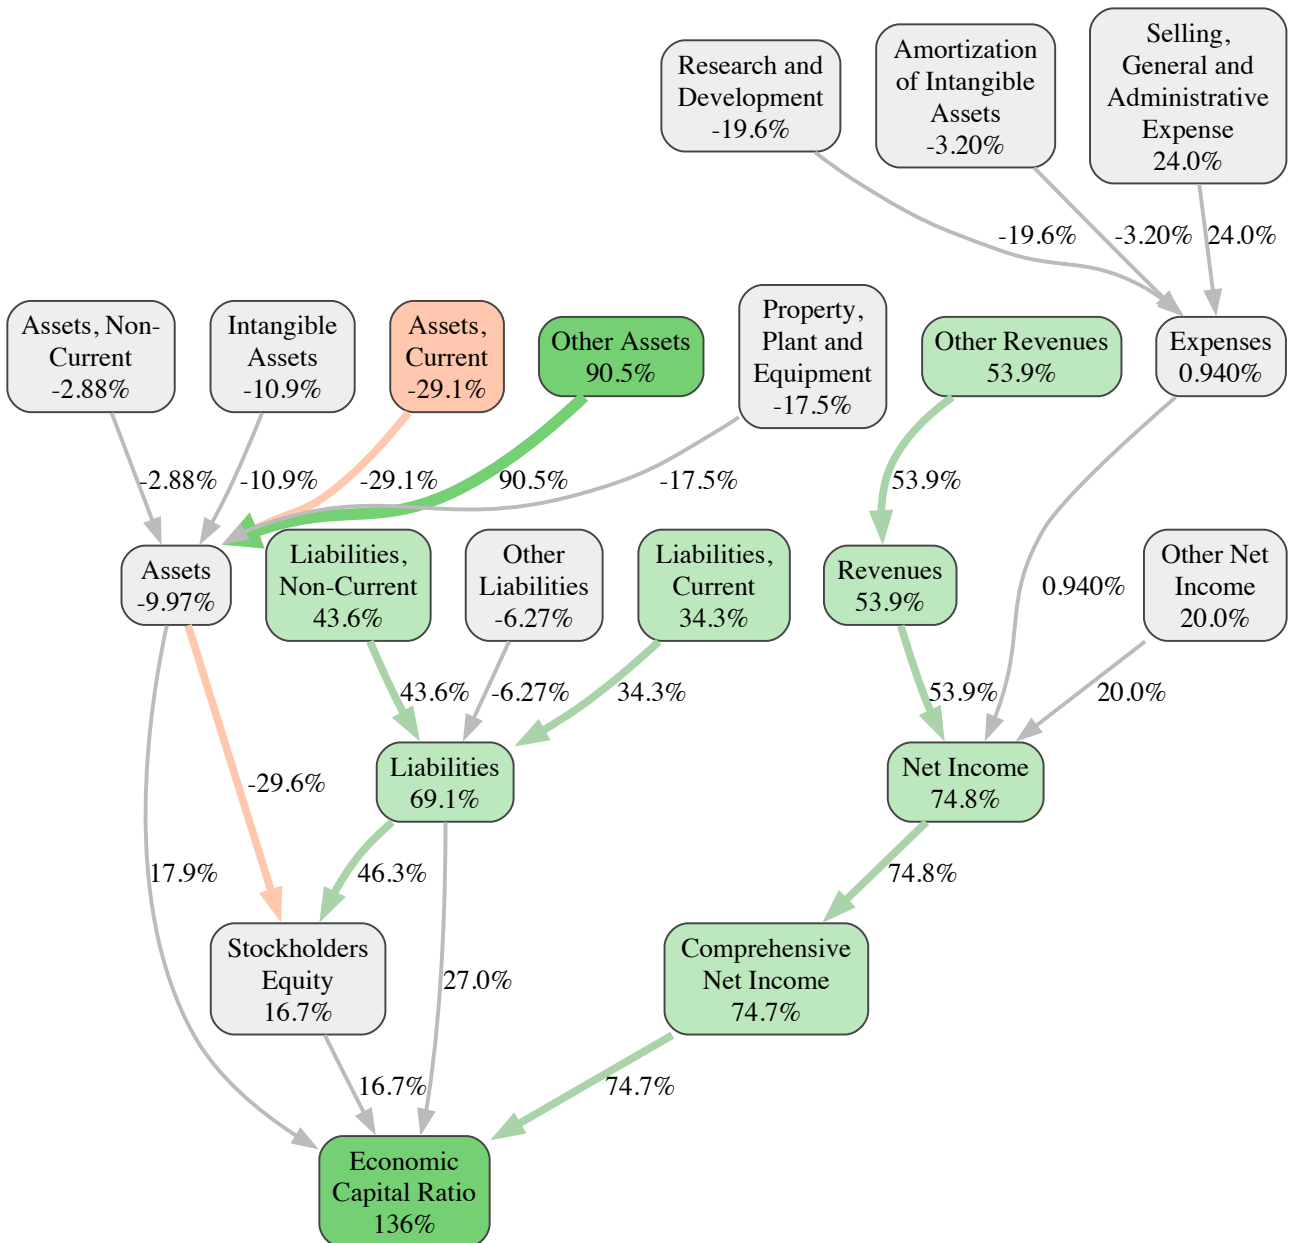 Research and
Development
-19.6%
Amortization
of Intangible
Assets
-3.20%
Selling,
General and
Administrative
Expense
24.0%
-19.6%
-3.20%
24.0%
Assets, Non-
Current
-2.88%
Intangible
Assets
-10.9%
Assets,
Current
-29.1%
Other Assets
90.5%
Property,
Plant and
Equipment
-17.5%
Other Revenues
53.9%
Expenses
0.940%
-2.88%
-10.9%
-29.1%
90.5%
-17.5%
53.9%
Assets
-9.97%
Liabilities,
Non-Current
43.6%
Other
Liabilities
-6.27%
Liabilities,
Current
34.3%
Revenues
53.9%
0.940%
Other Net
Income
20.0%
43.6%
-6.27%
34.3%
53.9%
20.0%
-29.6%
Liabilities
69.1%
Net Income
74.8%
17.9%
46.3%
74.8%
Stockholders
Equity
16.7%
27.0%
Comprehensive
Net Income
74.7%
16.7%
74.7%
Economic
Capital Ratio
136%